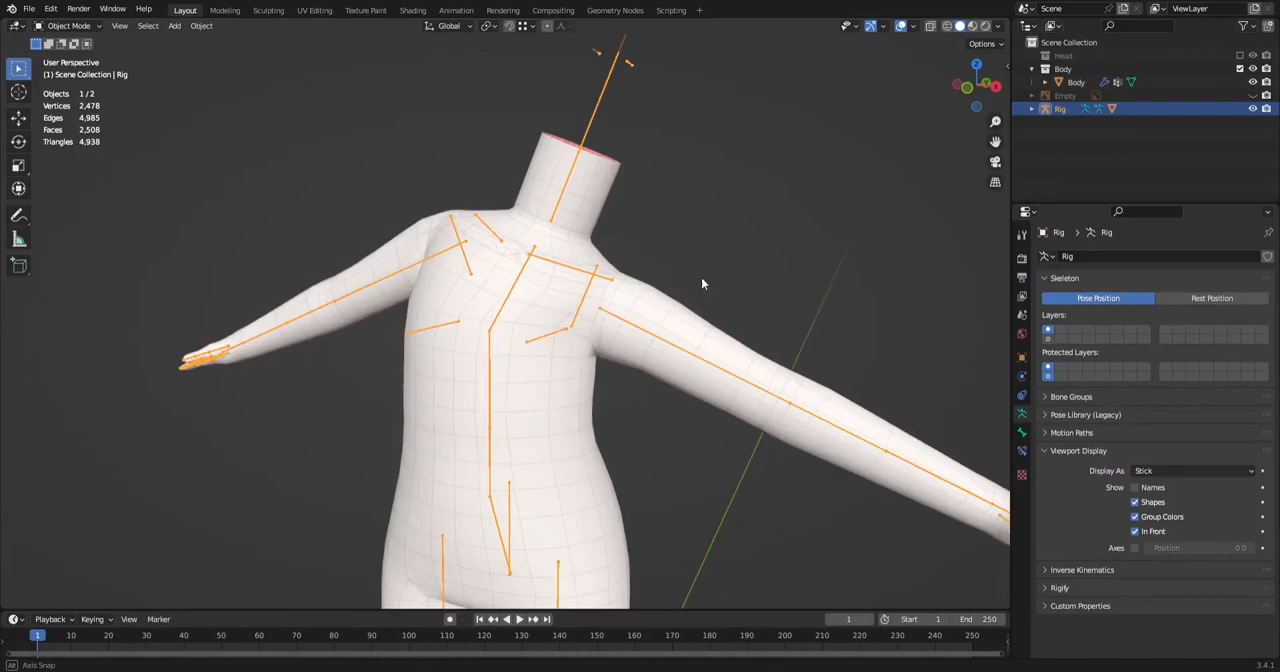 File Edit Render Window Help Layout Modeling Sculpting UV Editing Texture Paint Shading Animation Rendering Compositing Geometry Nodes Scripting + Scene ViewLayer
Object Mode View Select Add Object Global
Options
User Perspective
(1) Scene Collection | Rig
Objects 1/2
Vertices 2,478
Edges 4,985
Faces 2,508
Triangles 4,938
Z
Y
X
Scene Collection
Head
Body
Body
Empty
Rig
Rig > Rig
Rig
Skeleton
Pose Position Rest Position
Layers:
Protected Layers:
Bone Groups
Pose Library (Legacy)
Motion Paths
Viewport Display
Display As Stick
Show Names
Shapes
Group Colors
In Front
Axes Position 0.0
Inverse Kinematics
Rigify
Custom Properties
Playback Keying View Marker 1 Start 1 End 250
1 10 20 30 40 50 60 70 80 90 100 110 120 130 140 150 160 170 180 190 200 210 220 230 240 250
Alt Axis Snap 3.4.1